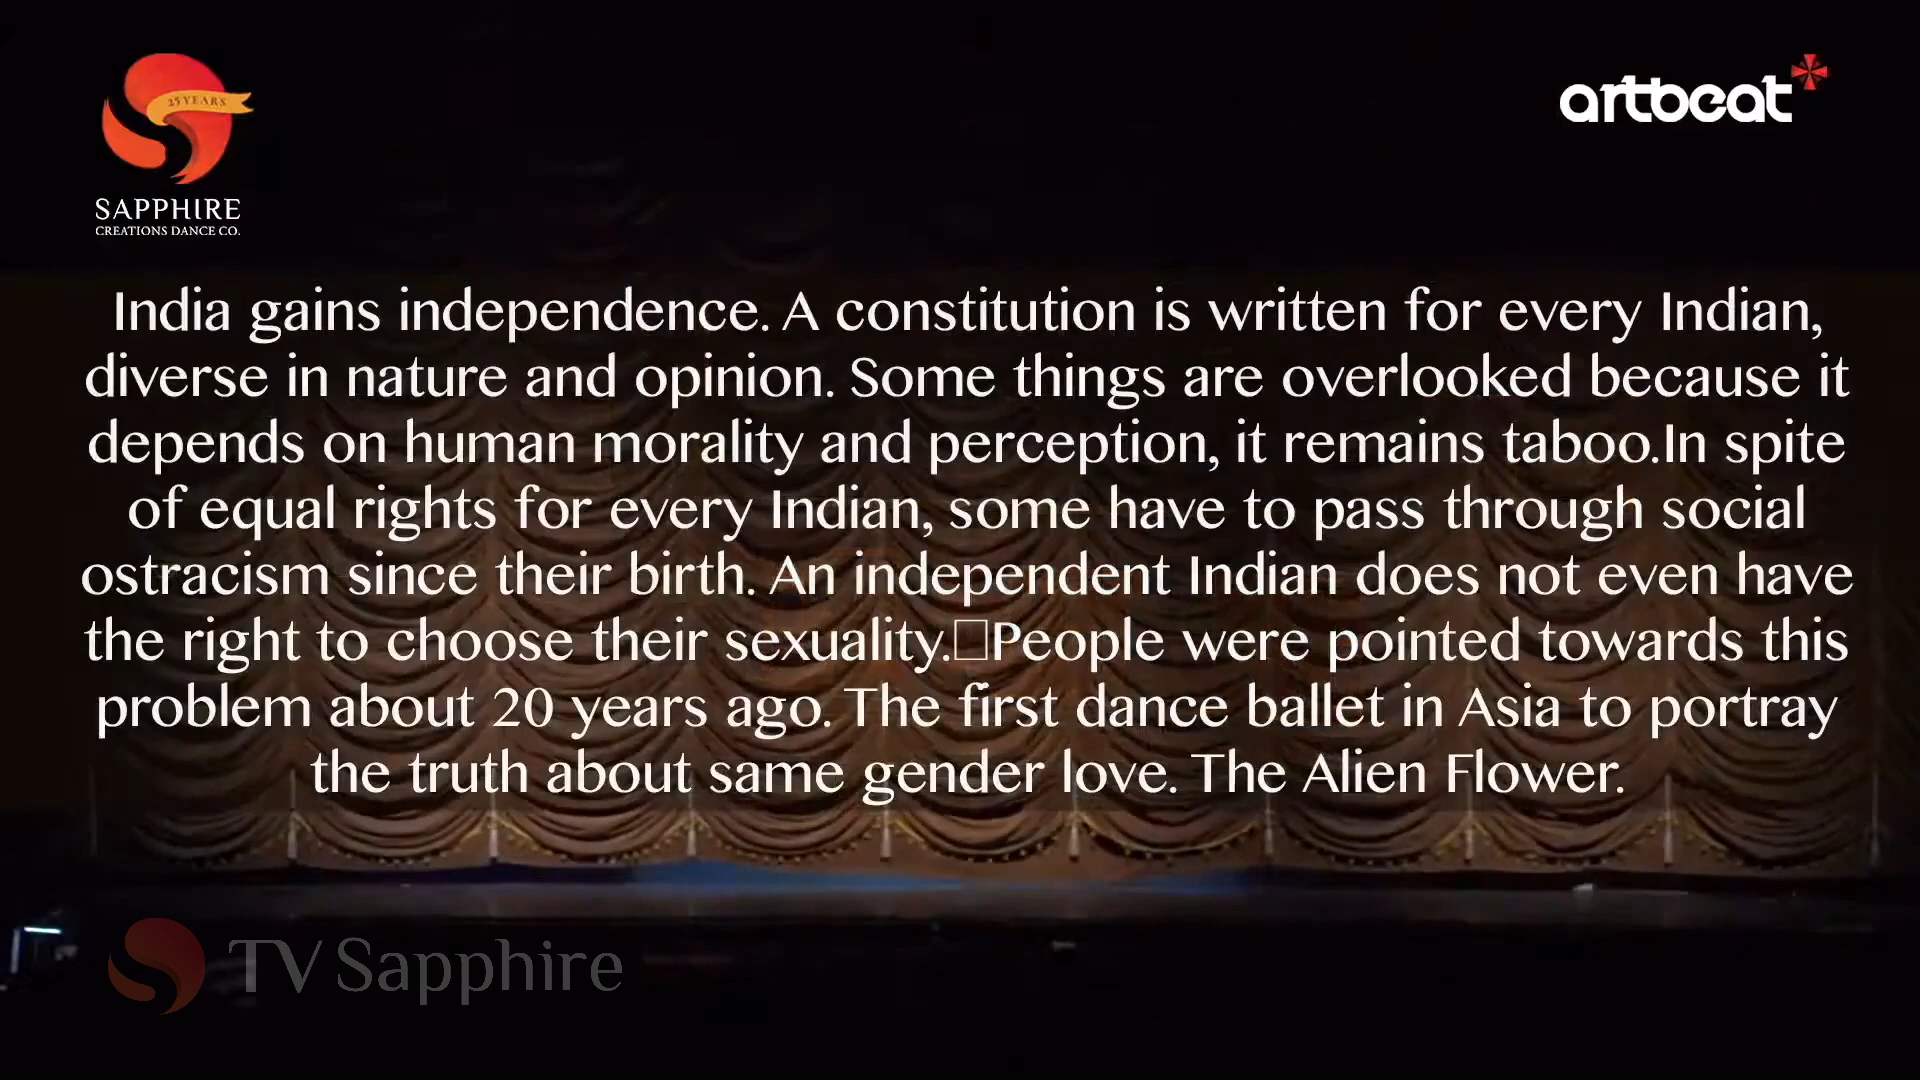 25 YEARS
SAPPHIRE
CREATIONS DANCE CO.
artbeat
India gains independence. A constitution is written for every Indian,
diverse in nature and opinion. Some things are overlooked because it
depends on human morality and perception, it remains taboo.In spite
of equal rights for every Indian, some have to pass through social
ostracism since their birth. An independent Indian does not even have
the right to choose their sexuality.□People were pointed towards this
problem about 20 years ago. The first dance ballet in Asia to portray
the truth about same gender love. The Alien Flower.
TV Sapphire